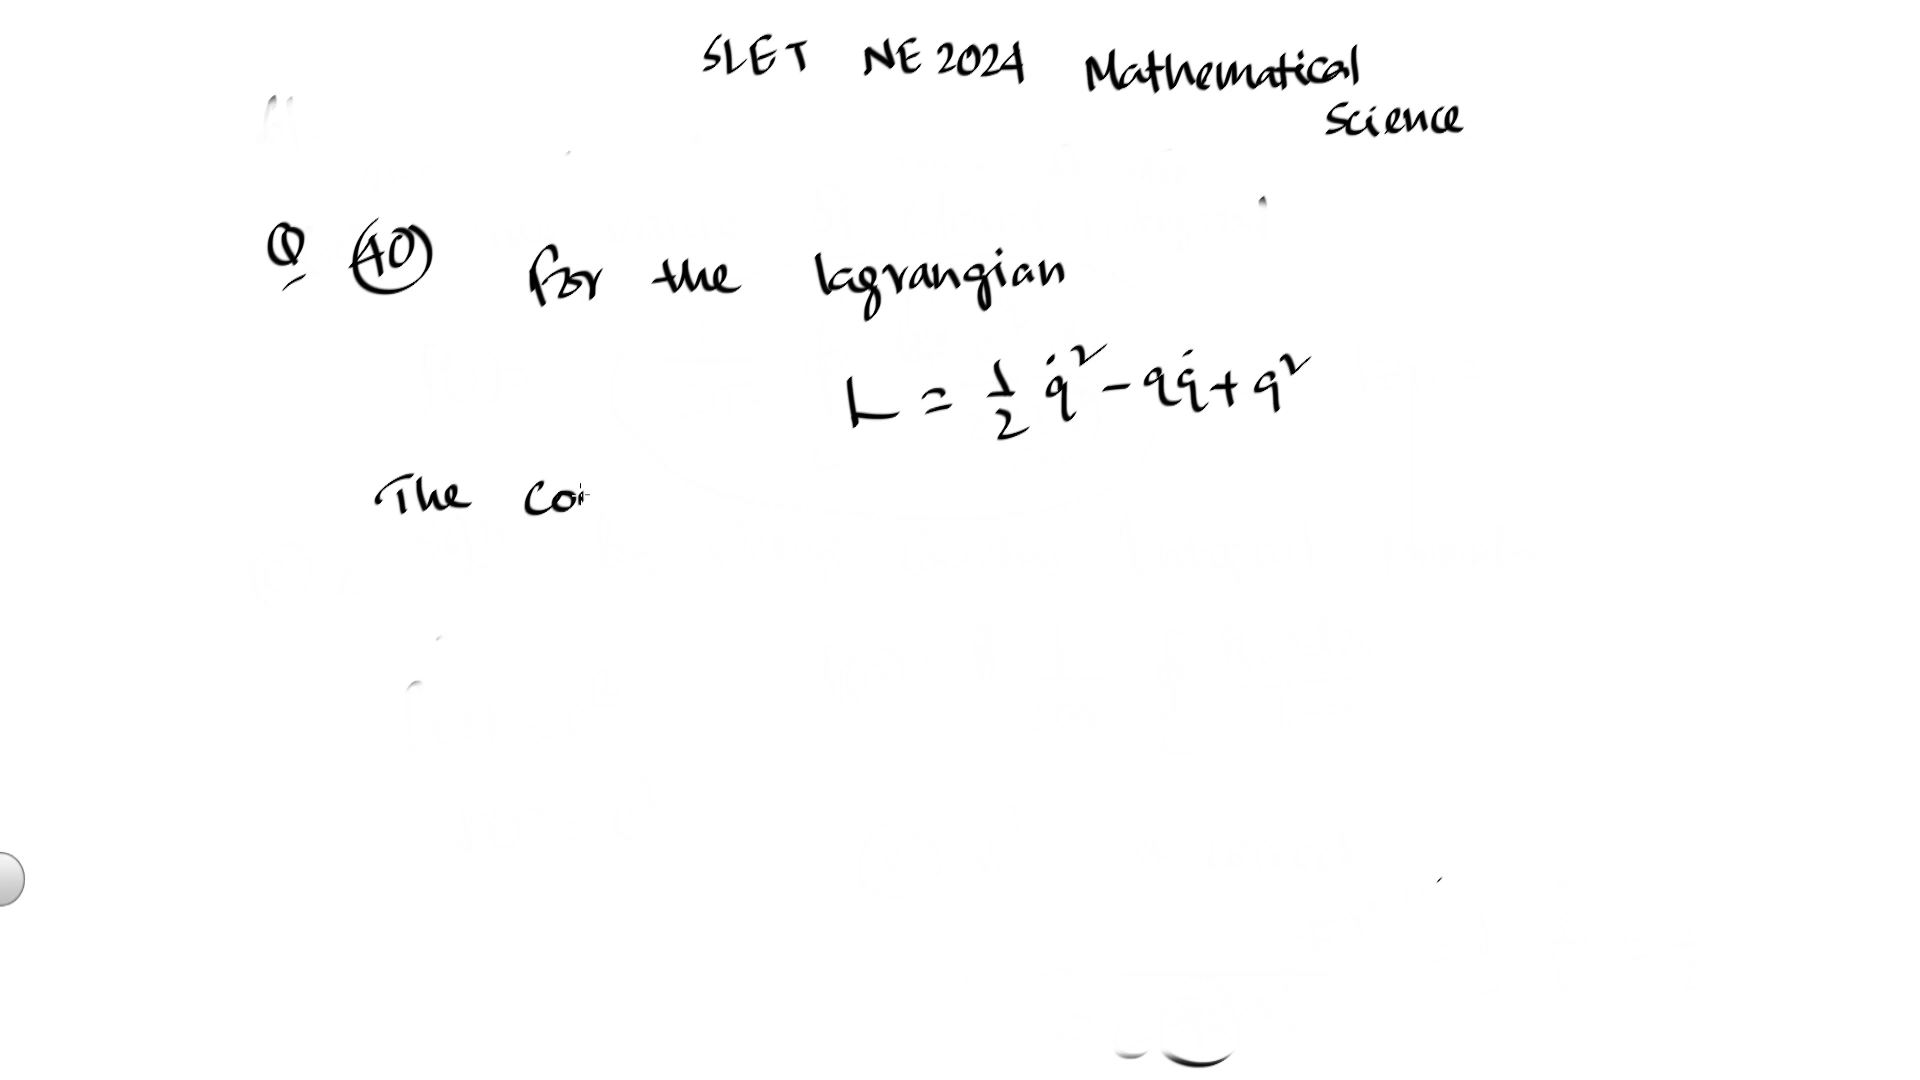 SLET NE 2024 Mathematical
Science
Q 40 For the lagrangian
L = 1/2 q̇² - qq̇ + q²
The co